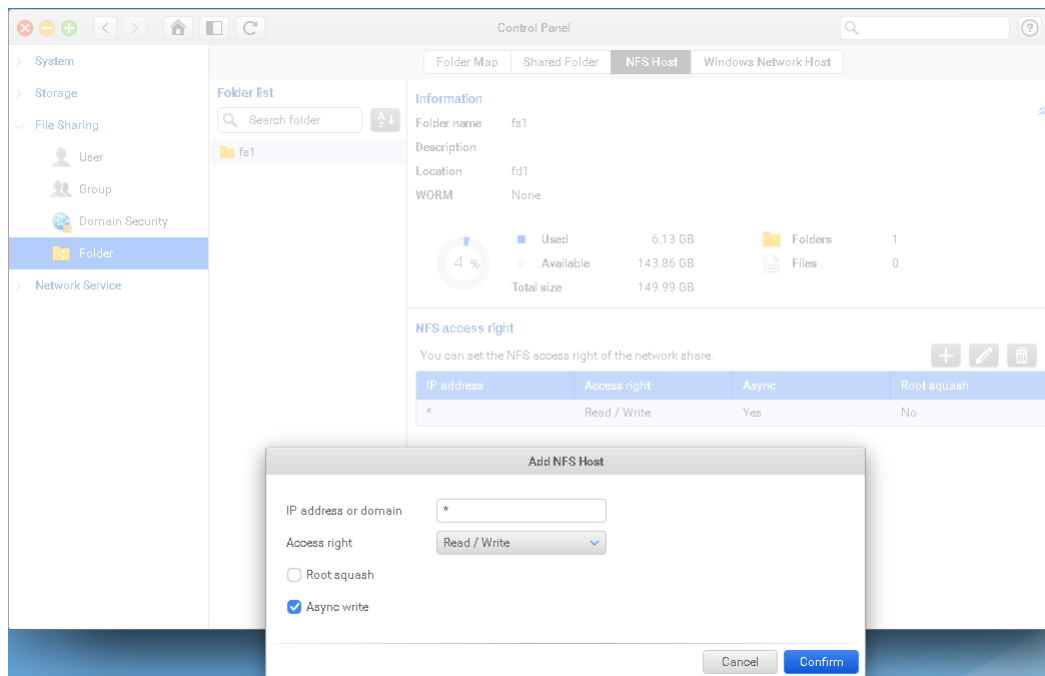 Control Panel
System
Storage
File Sharing
User
Group
Domain Security
Folder
Network Service
Folder Map Shared Folder NFS Host Windows Network Host
Folder list
Search folder
fs1
Information
Folder name fs1
Description
Location fd1
WORM None
4 %
Used 6.13 GB
Available 143.86 GB
Total size 149.99 GB
Folders 1
Files 0
NFS access right
You can set the NFS access right of the network share.
IP address Access right Async Root squash
* Read / Write Yes No
Add NFS Host
IP address or domain *
Access right Read / Write
Root squash
Async write
Cancel Confirm